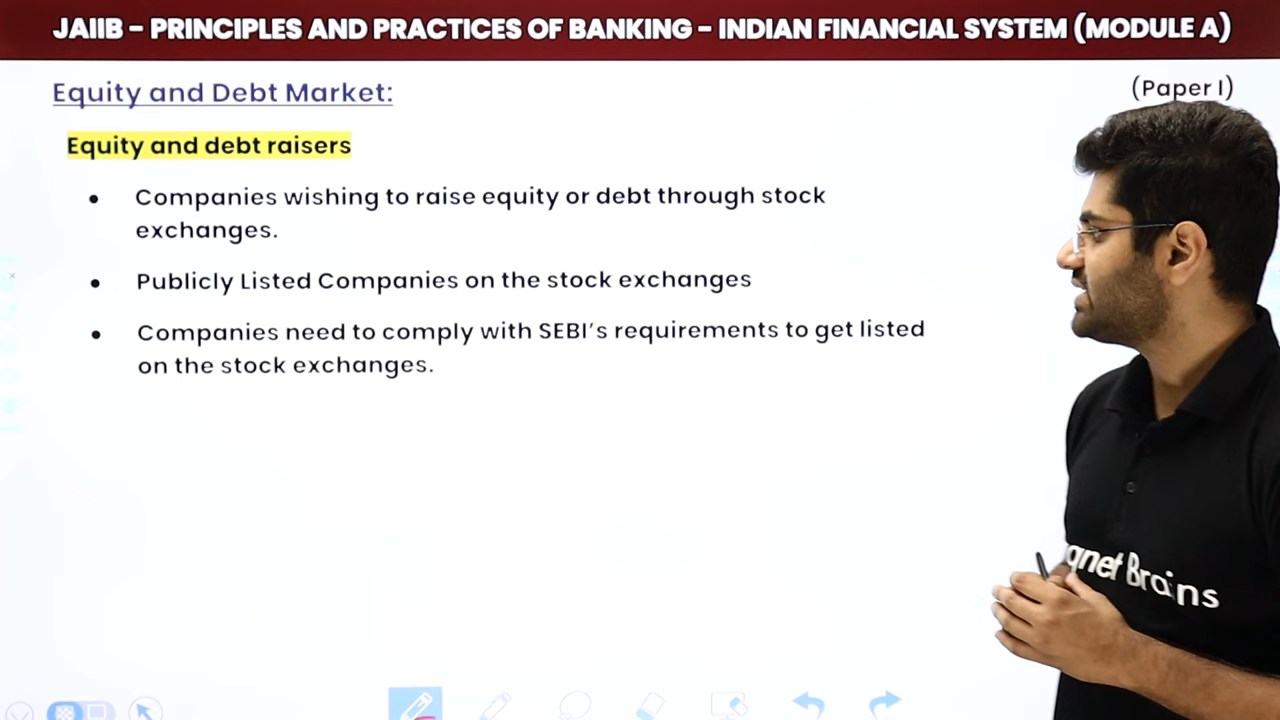 JAIIB – PRINCIPLES AND PRACTICES OF BANKING – INDIAN FINANCIAL SYSTEM (MODULE A)
Equity and Debt Market:
(Paper I)
Equity and debt raisers
• Companies wishing to raise equity or debt through stock
exchanges.
• Publicly Listed Companies on the stock exchanges
• Companies need to comply with SEBI's requirements to get listed
on the stock exchanges.
Brains